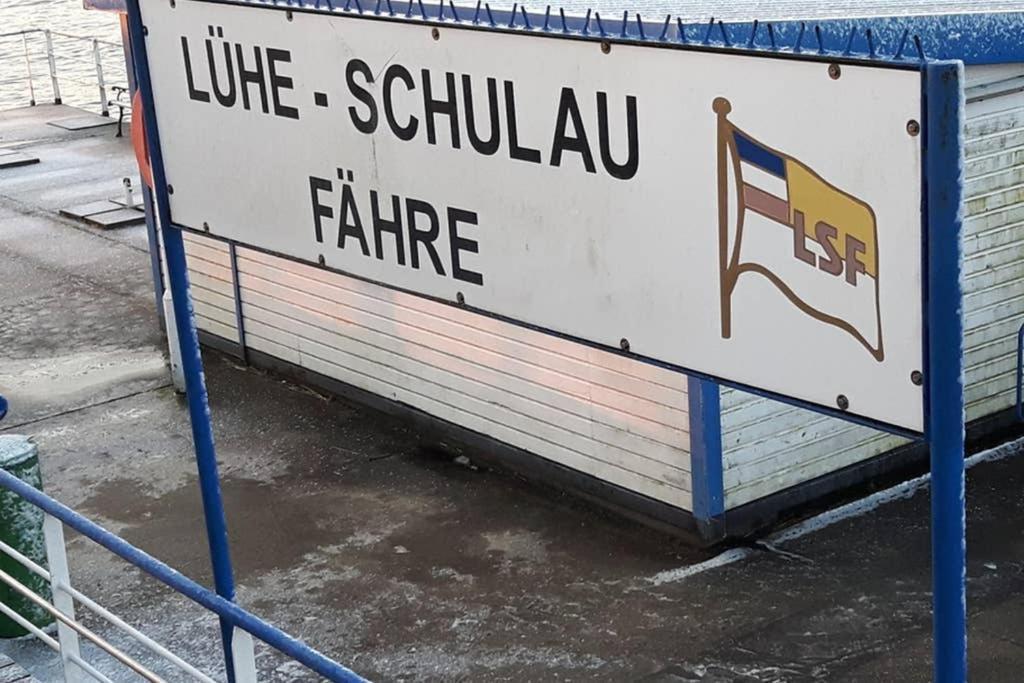 LÜHE - SCHULAU
FÄHRE
LSF